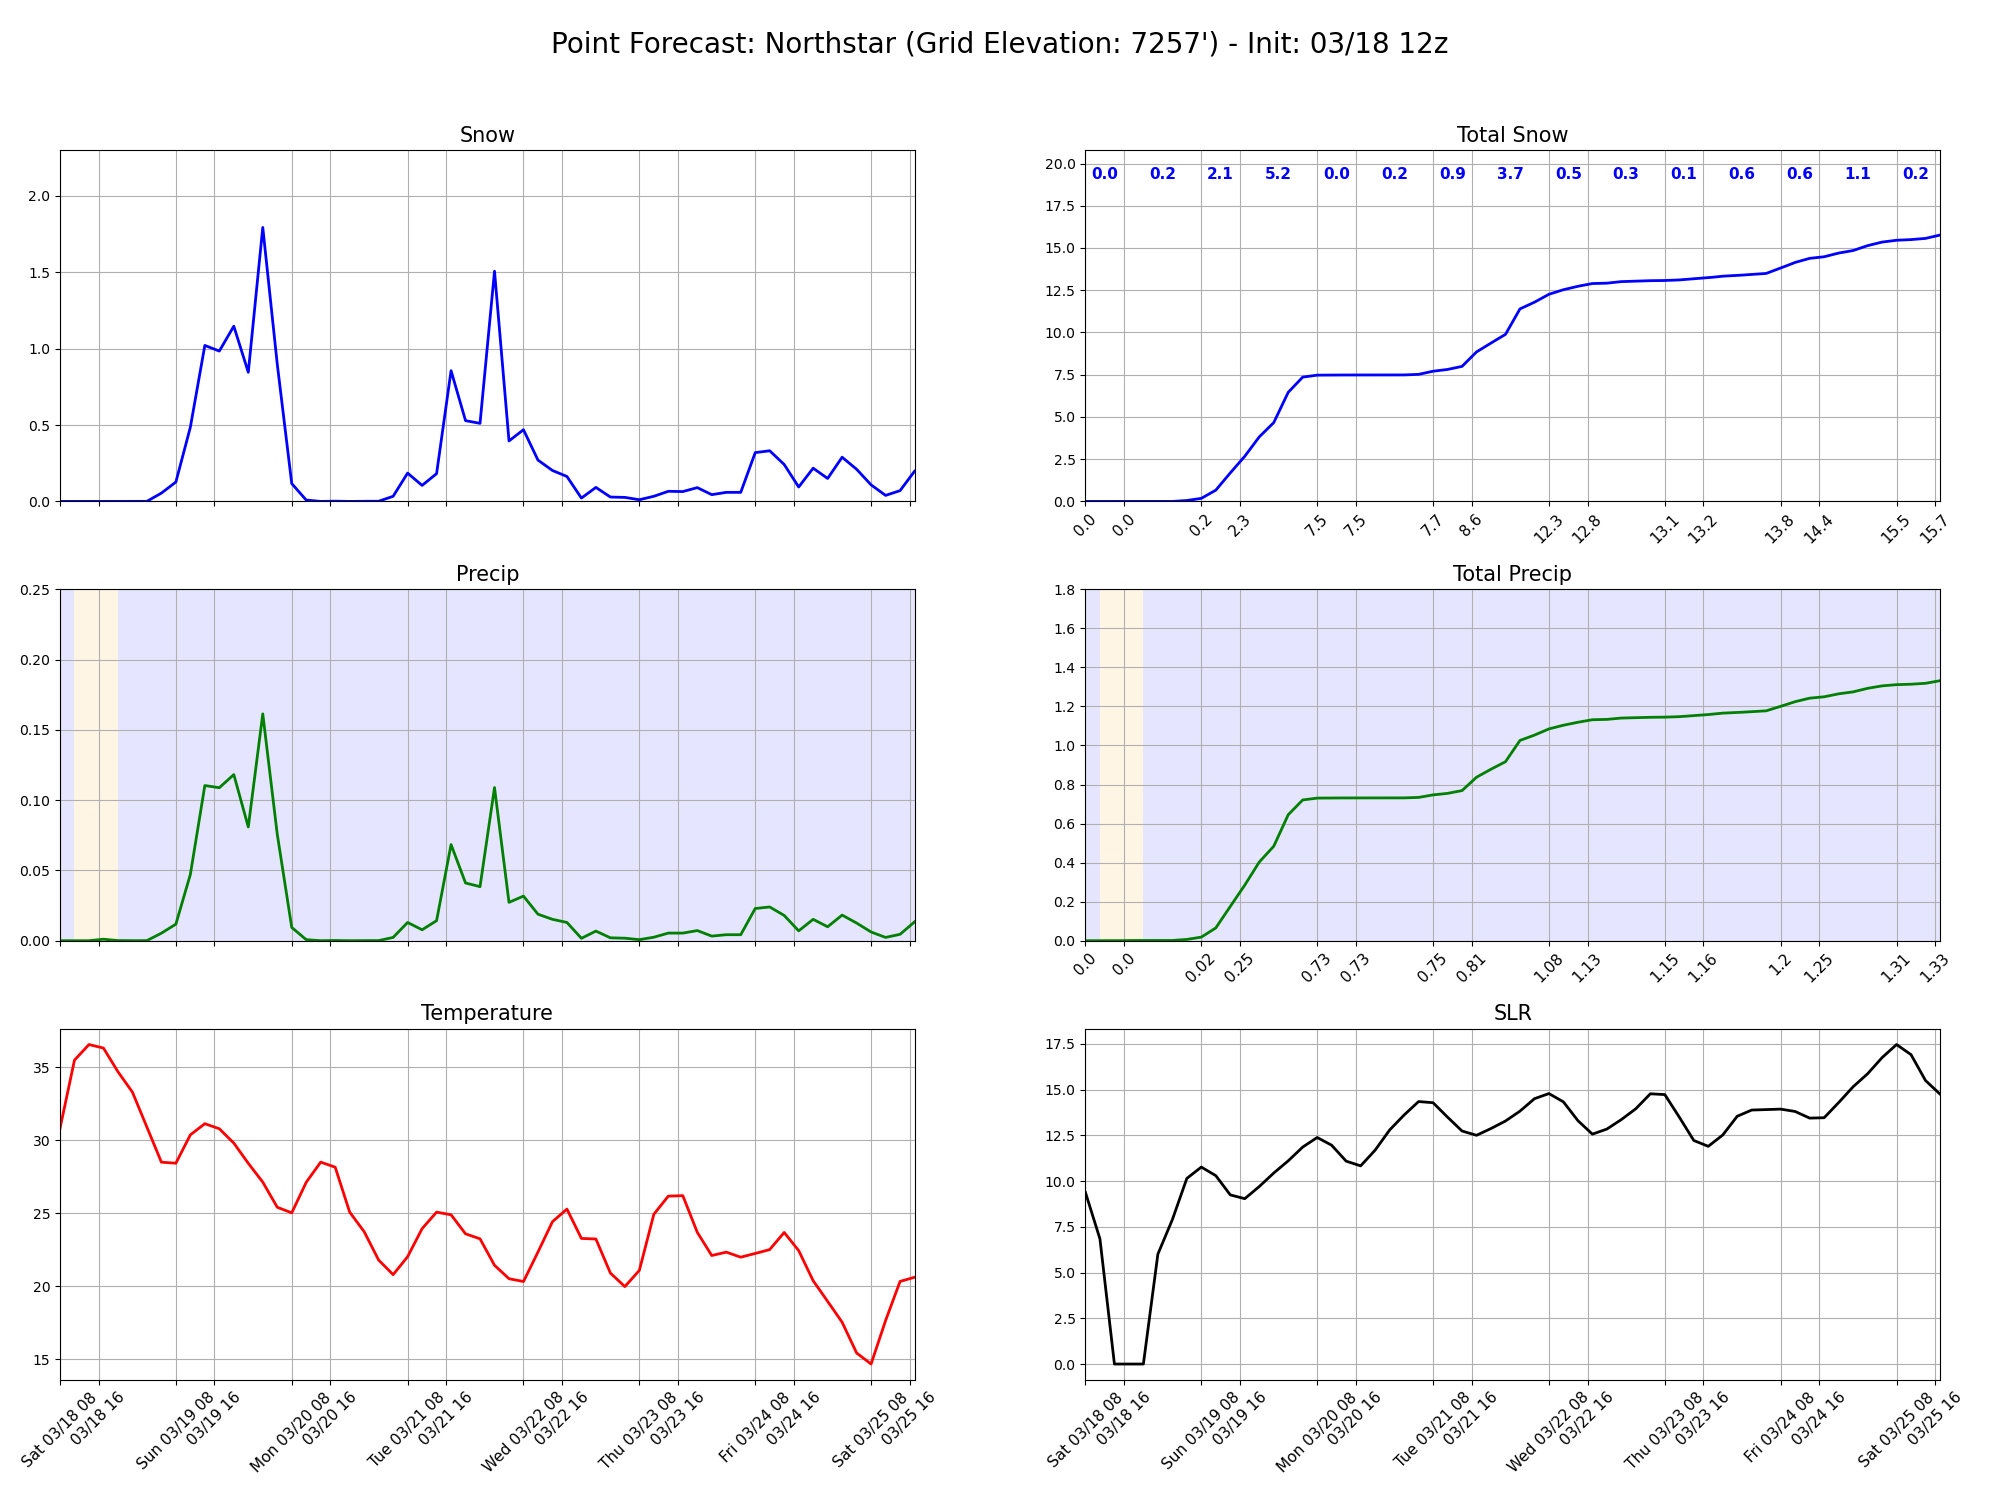 Point Forecast: Northstar (Grid Elevation: 7257') - Init: 03/18 12z
Snow
2.0
1.5
1.0
0.5
0.0
Total Snow
20.0
17.5
15.0
12.5
10.0
7.5
5.0
2.5
0.0
0.0 0.2 2.1 5.2 0.0 0.2 0.9 3.7 0.5 0.3 0.1 0.6 0.6 1.1 0.2
0.0 0.0 0.2 2.3 7.5 7.5 7.7 8.6 12.3 12.8 13.1 13.2 13.8 14.4 15.5 15.7
Precip
0.25
0.20
0.15
0.10
0.05
0.00
Total Precip
1.8
1.6
1.4
1.2
1.0
0.8
0.6
0.4
0.2
0.0
0.0 0.0 0.02 0.25 0.73 0.73 0.75 0.81 1.08 1.13 1.15 1.16 1.2 1.25 1.31 1.33
Temperature
35
30
25
20
15
Sat 03/18 08
03/18 16
Sun 03/19 08
03/19 16
Mon 03/20 08
03/20 16
Tue 03/21 08
03/21 16
Wed 03/22 08
03/22 16
Thu 03/23 08
03/23 16
Fri 03/24 08
03/24 16
Sat 03/25 08
03/25 16
SLR
17.5
15.0
12.5
10.0
7.5
5.0
2.5
0.0
Sat 03/18 08
03/18 16
Sun 03/19 08
03/19 16
Mon 03/20 08
03/20 16
Tue 03/21 08
03/21 16
Wed 03/22 08
03/22 16
Thu 03/23 08
03/23 16
Fri 03/24 08
03/24 16
Sat 03/25 08
03/25 16